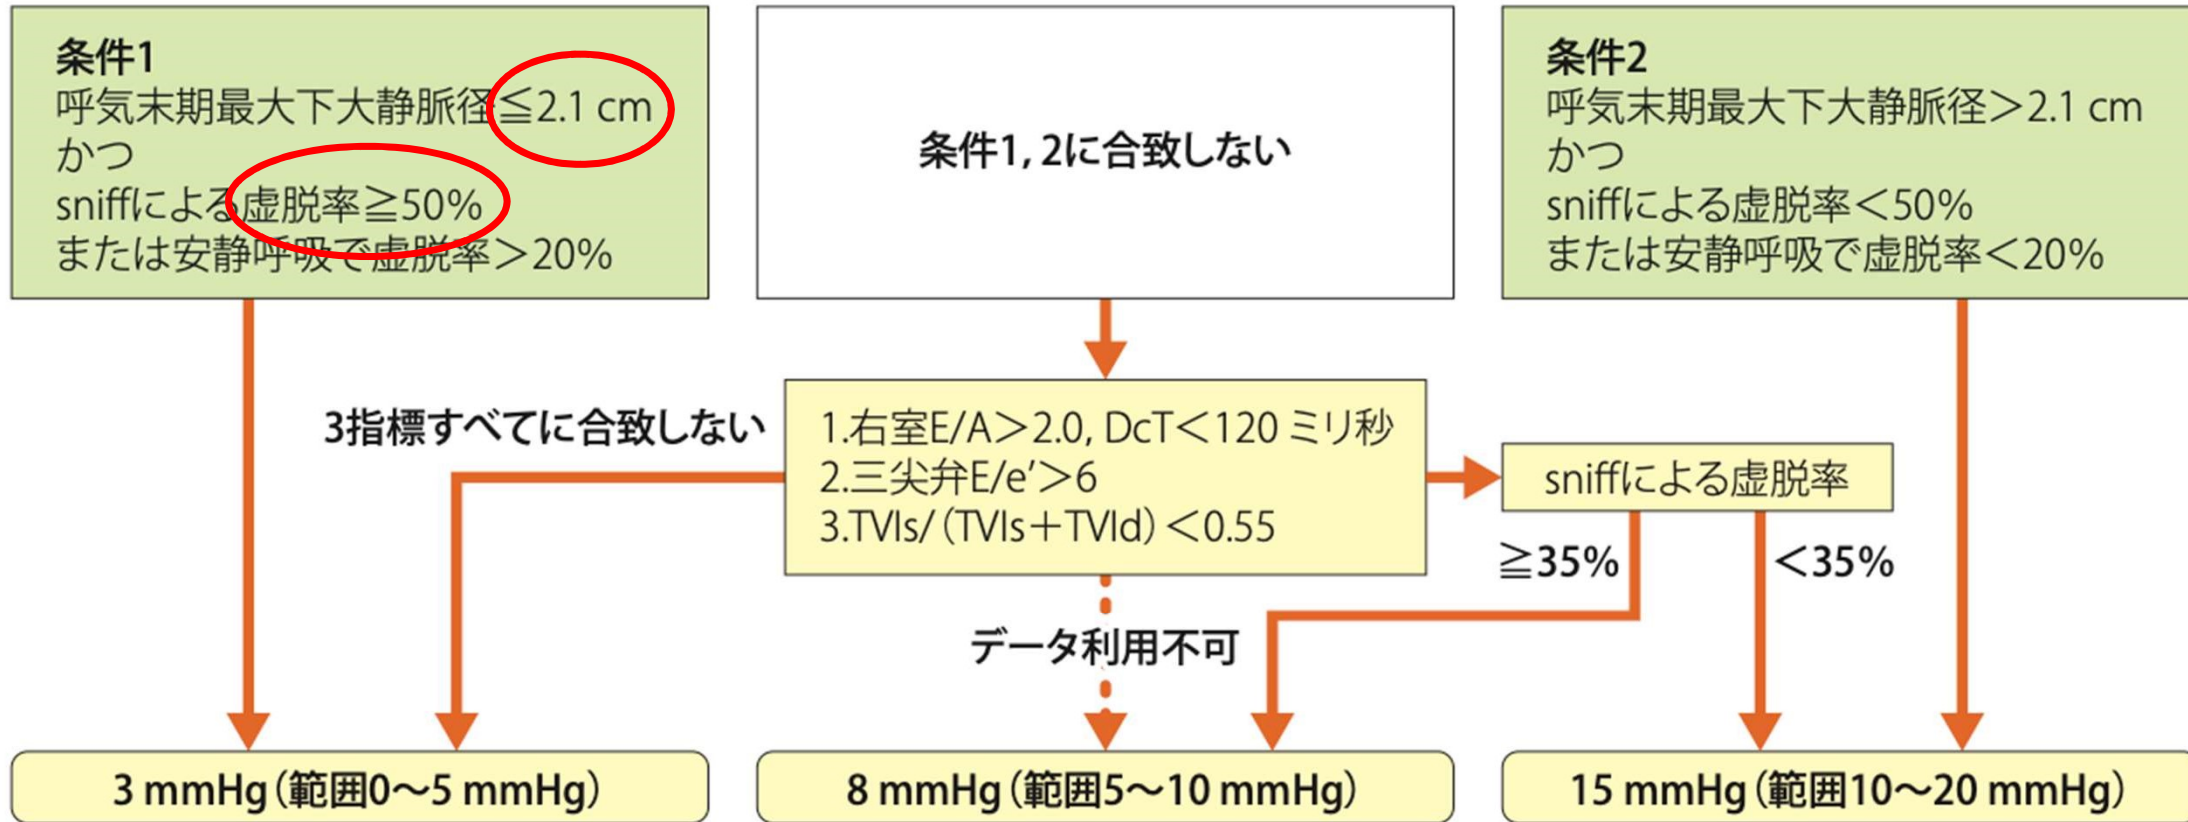 条件1
呼気末期最大下大静脈径≦2.1 cm
かつ
sniffによる虚脱率≧50%
または安静呼吸で虚脱率＞20%
条件1, 2に合致しない
条件2
呼気末期最大下大静脈径＞2.1 cm
かつ
sniffによる虚脱率＜50%
または安静呼吸で虚脱率＜20%
3指標すべてに合致しない
1.右室E/A＞2.0, DcT＜120 ミリ秒
2.三尖弁E/e′＞6
3.TVIs/（TVIs＋TVId）＜0.55
sniffによる虚脱率
≧35%
＜35%
データ利用不可
3 mmHg（範囲0〜5 mmHg）
8 mmHg（範囲5〜10 mmHg）
15 mmHg（範囲10〜20 mmHg）